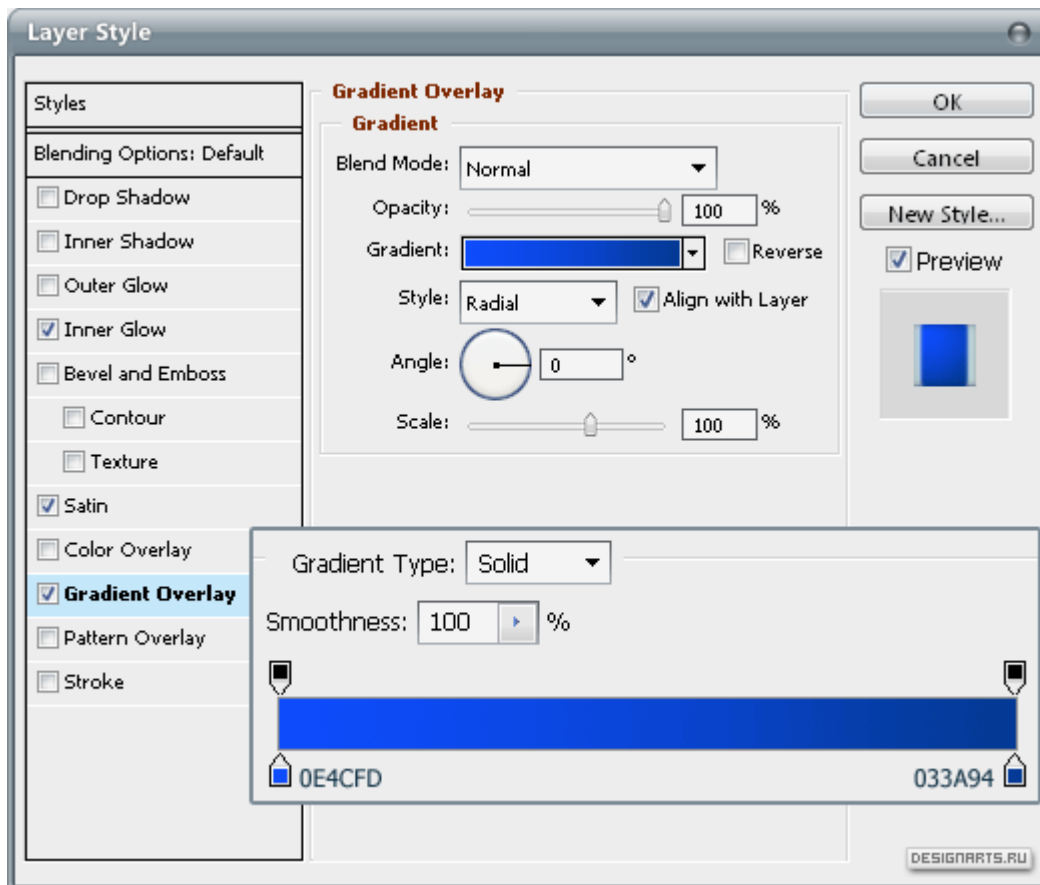 Layer Style
Styles
Blending Options: Default
Drop Shadow
Inner Shadow
Outer Glow
Inner Glow
Bevel and Emboss
Contour
Texture
Satin
Color Overlay
Gradient Overlay
Pattern Overlay
Stroke
Gradient Overlay
Gradient
Blend Mode: Normal
Opacity: 100 %
Gradient: Reverse
Style: Radial Align with Layer
Angle: 0 °
Scale: 100 %
OK
Cancel
New Style...
Preview
Gradient Type: Solid
Smoothness: 100 %
0E4CFD 033A94
DESIGNARTS.RU